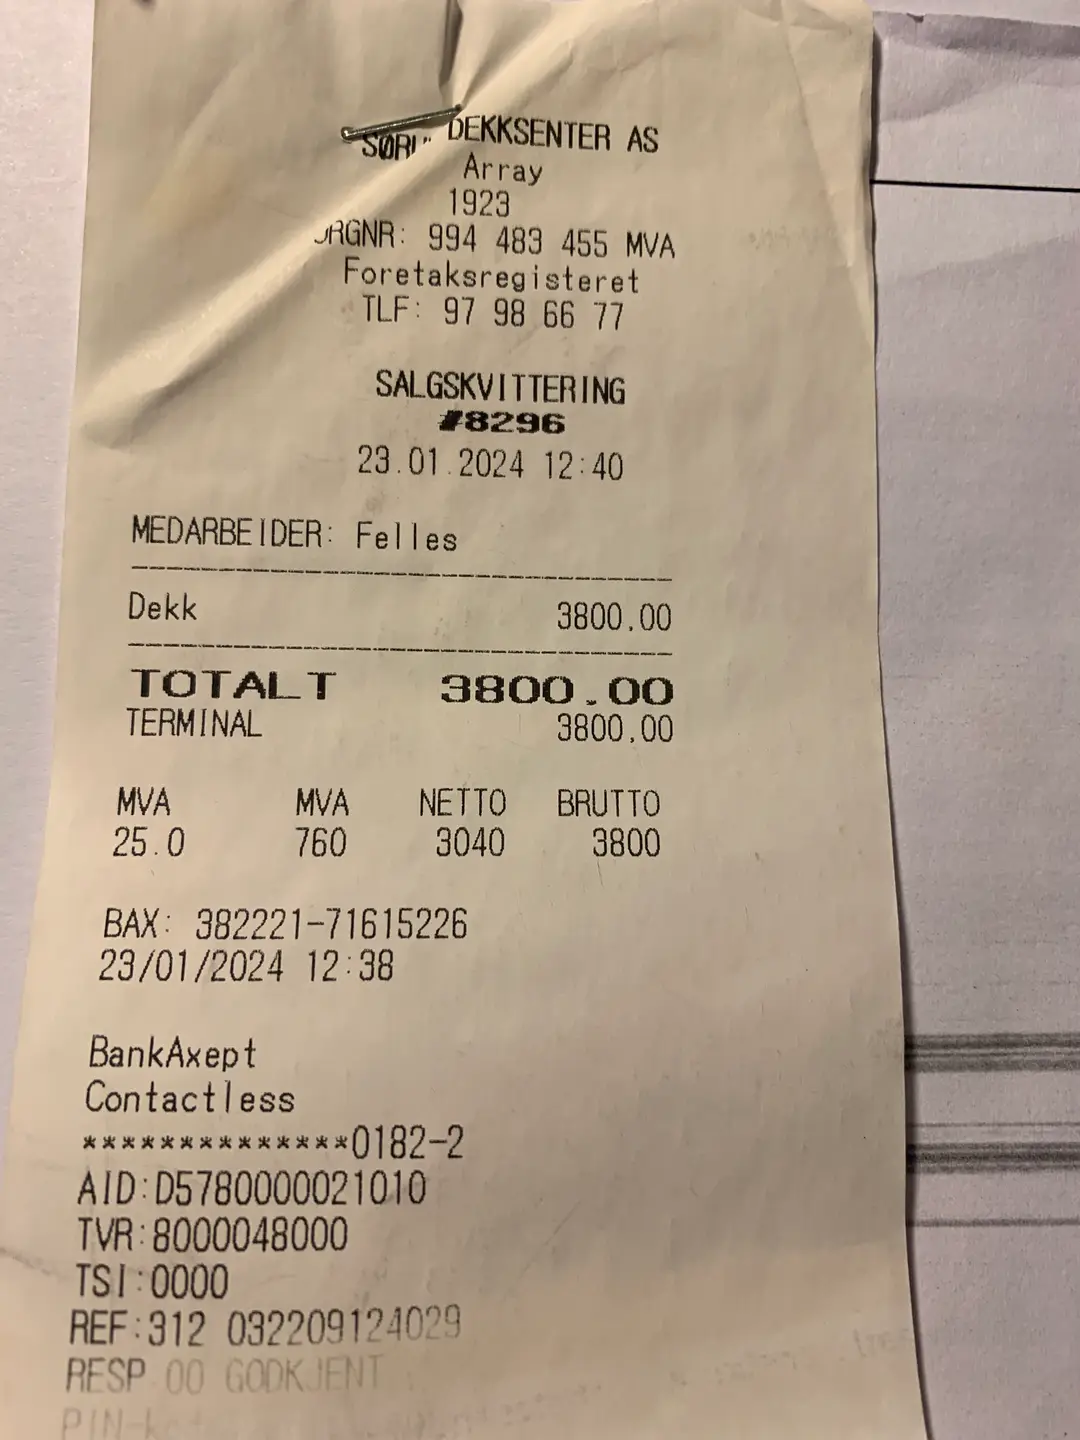 DEKKSENTER AS
Array
1923
ORGNR: 994 483 455 MVA
Foretaksregisteret
TLF: 97 98 66 77
SALGSKVITTERING
#8296
23.01.2024 12:40
MEDARBEIDER: Felles
Dekk 3800.00
TOTALT 3800.00
TERMINAL 3800.00
MVA MVA NETTO BRUTTO
25.0 760 3040 3800
BAX: 382221-71615226
23/01/2024 12:38
BankAxept
Contactless
**************0182-2
AID:D5780000021010
TVR:8000048000
TSI:0000
REF:312 032209124029
RESP 00 GODKJENT